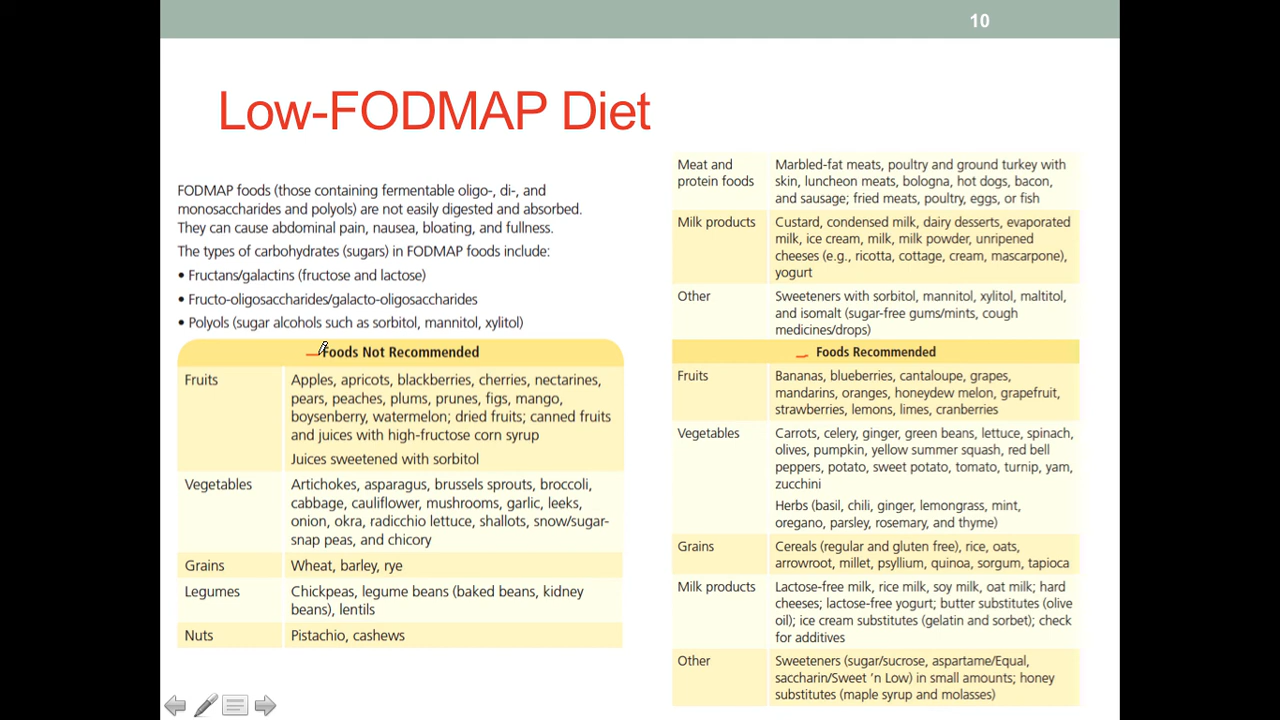 10
Low-FODMAP Diet
FODMAP foods (those containing fermentable oligo-, di-, and
monosaccharides and polyols) are not easily digested and absorbed.
They can cause abdominal pain, nausea, bloating, and fullness.
The types of carbohydrates (sugars) in FODMAP foods include:
• Fructans/galactins (fructose and lactose)
• Fructo-oligosaccharides/galacto-oligosaccharides
• Polyols (sugar alcohols such as sorbitol, mannitol, xylitol)
Foods Not Recommended
Fruits
Apples, apricots, blackberries, cherries, nectarines,
pears, peaches, plums, prunes, figs, mango,
boysenberry, watermelon; dried fruits; canned fruits
and juices with high-fructose corn syrup
Juices sweetened with sorbitol
Vegetables
Artichokes, asparagus, brussels sprouts, broccoli,
cabbage, cauliflower, mushrooms, garlic, leeks,
onion, okra, radicchio lettuce, shallots, snow/sugar-
snap peas, and chicory
Grains
Wheat, barley, rye
Legumes
Chickpeas, legume beans (baked beans, kidney
beans), lentils
Nuts
Pistachio, cashews
Meat and
protein foods
Marbled-fat meats, poultry and ground turkey with
skin, luncheon meats, bologna, hot dogs, bacon,
and sausage; fried meats, poultry, eggs, or fish
Milk products
Custard, condensed milk, dairy desserts, evaporated
milk, ice cream, milk, milk powder, unripened
cheeses (e.g., ricotta, cottage, cream, mascarpone),
yogurt
Other
Sweeteners with sorbitol, mannitol, xylitol, maltitol,
and isomalt (sugar-free gums/mints, cough
medicines/drops)
Foods Recommended
Fruits
Bananas, blueberries, cantaloupe, grapes,
mandarins, oranges, honeydew melon, grapefruit,
strawberries, lemons, limes, cranberries
Vegetables
Carrots, celery, ginger, green beans, lettuce, spinach,
olives, pumpkin, yellow summer squash, red bell
peppers, potato, sweet potato, tomato, turnip, yam,
zucchini
Herbs (basil, chili, ginger, lemongrass, mint,
oregano, parsley, rosemary, and thyme)
Grains
Cereals (regular and gluten free), rice, oats,
arrowroot, millet, psyllium, quinoa, sorgum, tapioca
Milk products
Lactose-free milk, rice milk, soy milk, oat milk; hard
cheeses; lactose-free yogurt; butter substitutes (olive
oil); ice cream substitutes (gelatin and sorbet); check
for additives
Other
Sweeteners (sugar/sucrose, aspartame/Equal,
saccharin/Sweet 'n Low) in small amounts; honey
substitutes (maple syrup and molasses)